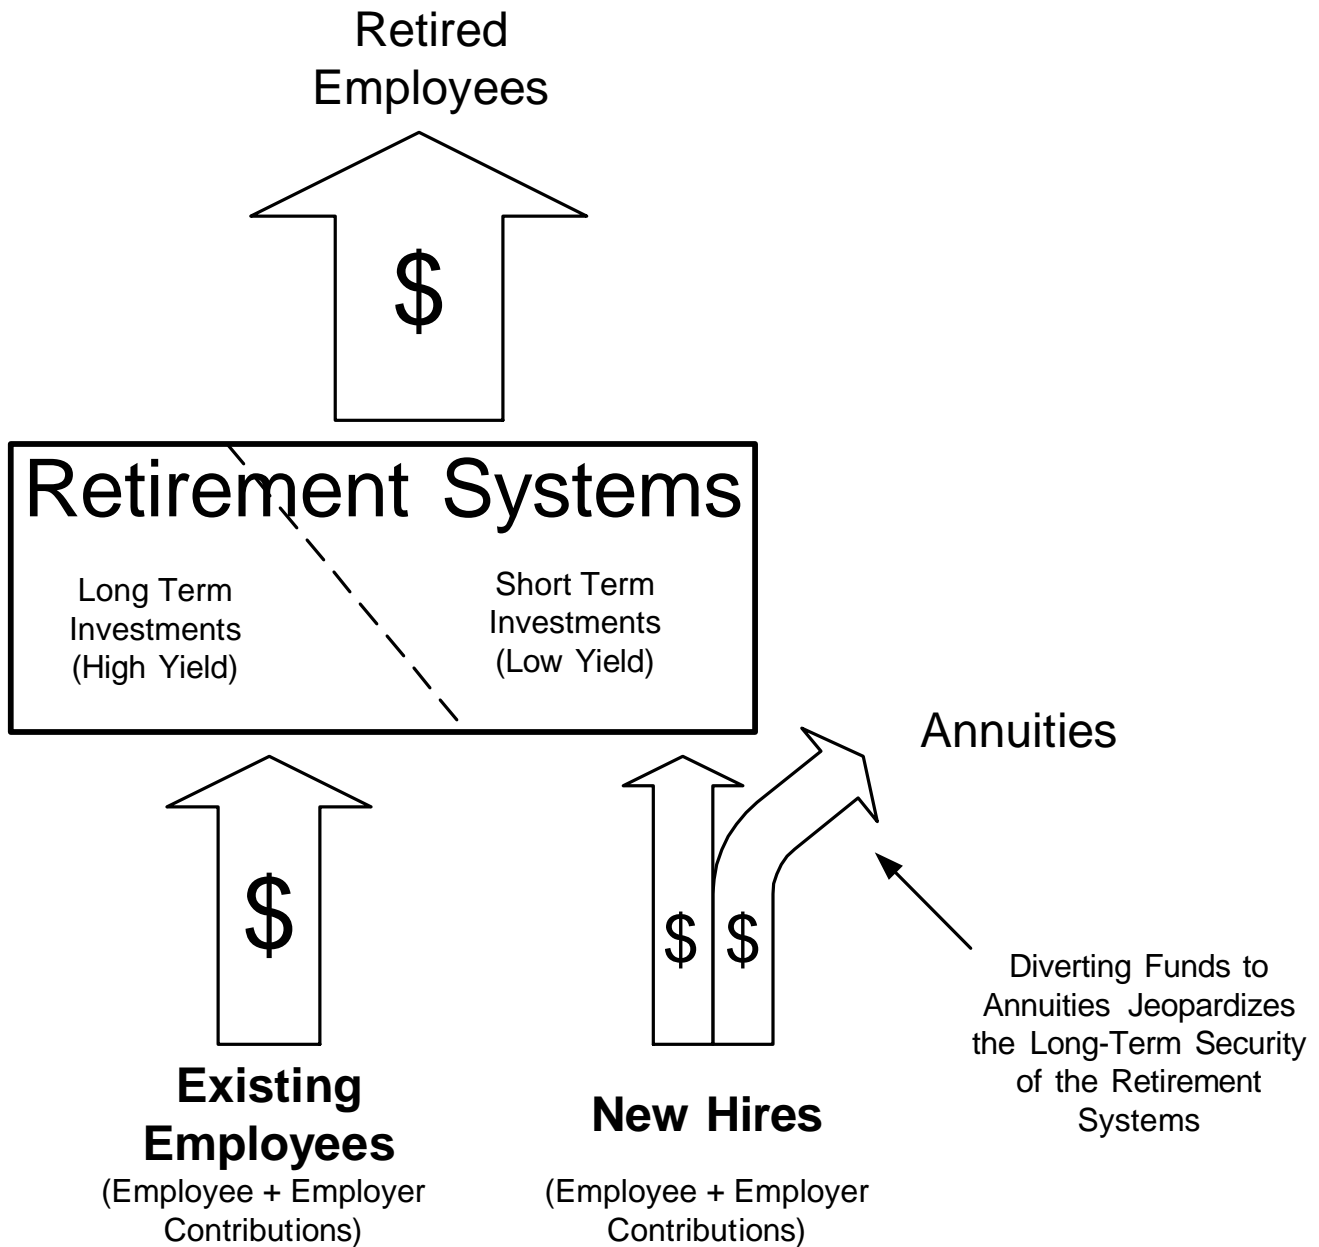 Retired
Employees
$
Retirement Systems
Long Term
Investments
(High Yield)
Short Term
Investments
(Low Yield)
Annuities
$
$ $
Diverting Funds to
Annuities Jeopardizes
the Long-Term Security
of the Retirement
Systems
Existing
Employees
(Employee + Employer
Contributions)
New Hires
(Employee + Employer
Contributions)